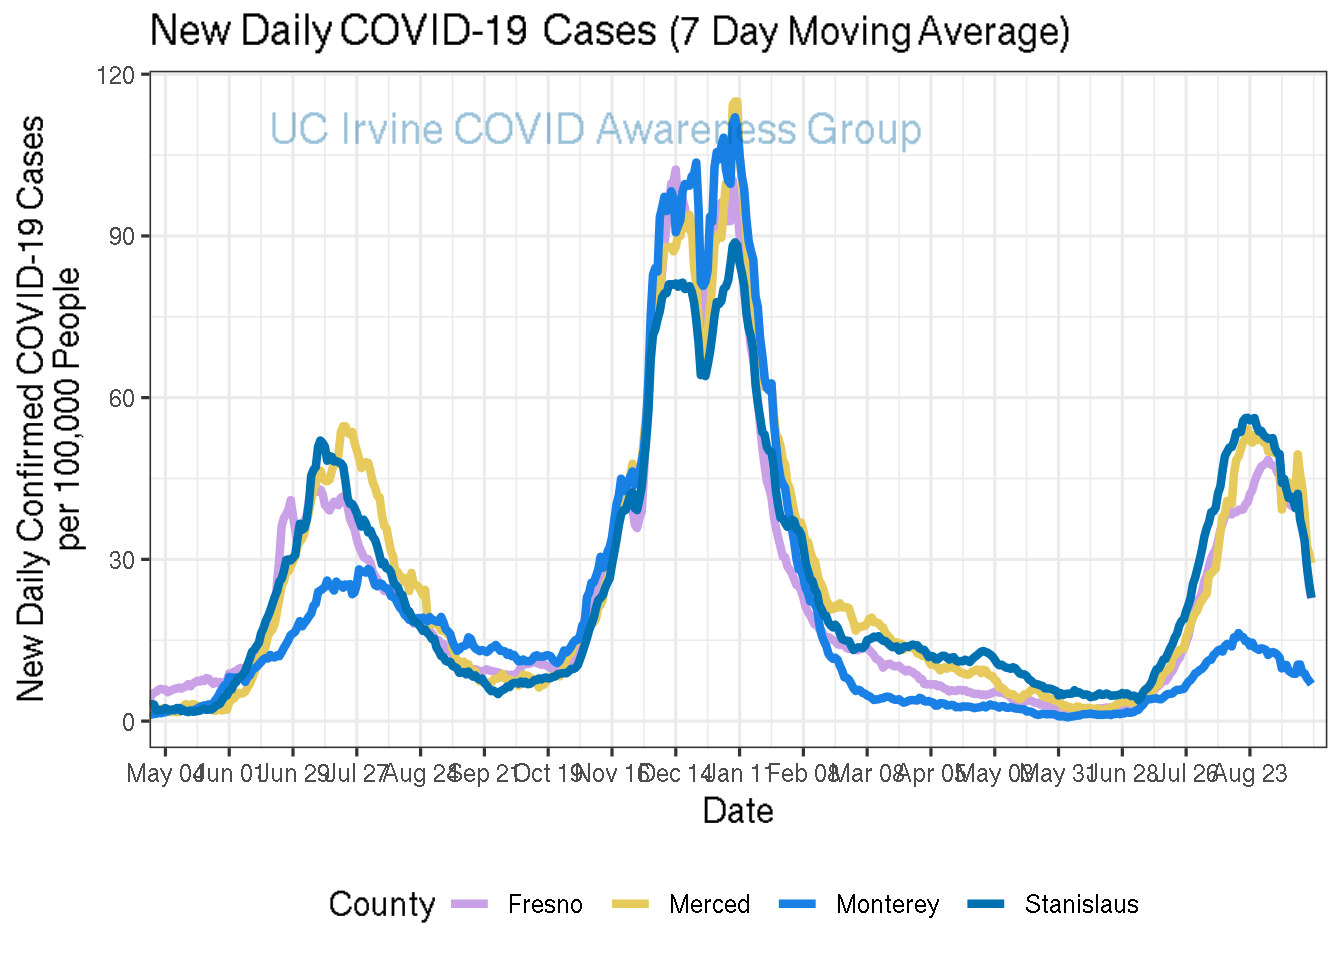 New Daily COVID-19 Cases (7 Day Moving Average)
UC Irvine COVID Awareness Group
New Daily Confirmed COVID-19 Cases
per 100,000 People
120
90
60
30
0
May 04 Jun 01 Jun 29 Jul 27 Aug 24 Sep 21 Oct 19 Nov 16 Dec 14 Jan 11 Feb 08 Mar 08 Apr 05 May 03 May 31 Jun 28 Jul 26 Aug 23
Date
County Fresno Merced Monterey Stanislaus